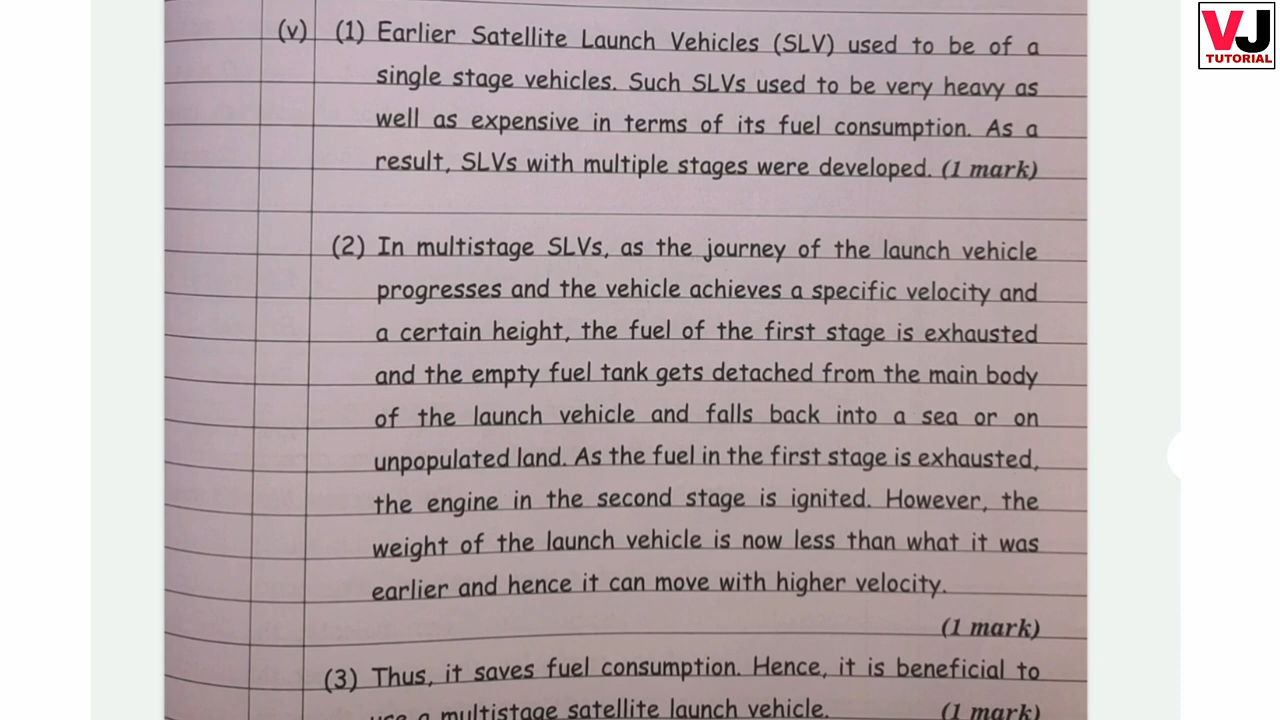 VJ
TUTORIAL
(v) (1) Earlier Satellite Launch Vehicles (SLV) used to be of a
single stage vehicles. Such SLVs used to be very heavy as
well as expensive in terms of its fuel consumption. As a
result, SLVs with multiple stages were developed. (1 mark)
(2) In multistage SLVs, as the journey of the launch vehicle
progresses and the vehicle achieves a specific velocity and
a certain height, the fuel of the first stage is exhausted
and the empty fuel tank gets detached from the main body
of the launch vehicle and falls back into a sea or on
unpopulated land. As the fuel in the first stage is exhausted,
the engine in the second stage is ignited. However, the
weight of the launch vehicle is now less than what it was
earlier and hence it can move with higher velocity.
(1 mark)
(3) Thus, it saves fuel consumption. Hence, it is beneficial to
use a multistage satellite launch vehicle. (1 mark)